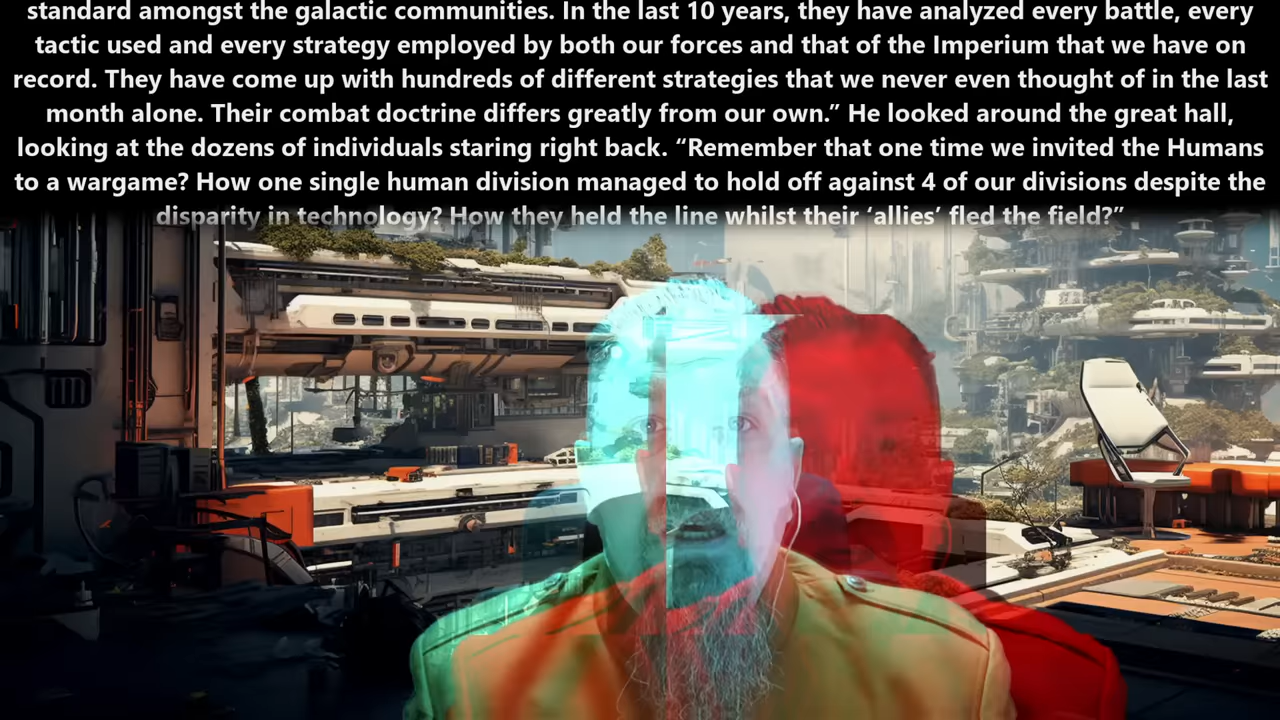 standard amongst the galactic communities. In the last 10 years, they have analyzed every battle, every
tactic used and every strategy employed by both our forces and that of the Imperium that we have on
record. They have come up with hundreds of different strategies that we never even thought of in the last
month alone. Their combat doctrine differs greatly from our own.” He looked around the great hall,
looking at the dozens of individuals staring right back. “Remember that one time we invited the Humans
to a wargame? How one single human division managed to hold off against 4 of our divisions despite the
disparity in technology? How they held the line whilst their ‘allies’ fled the field?”